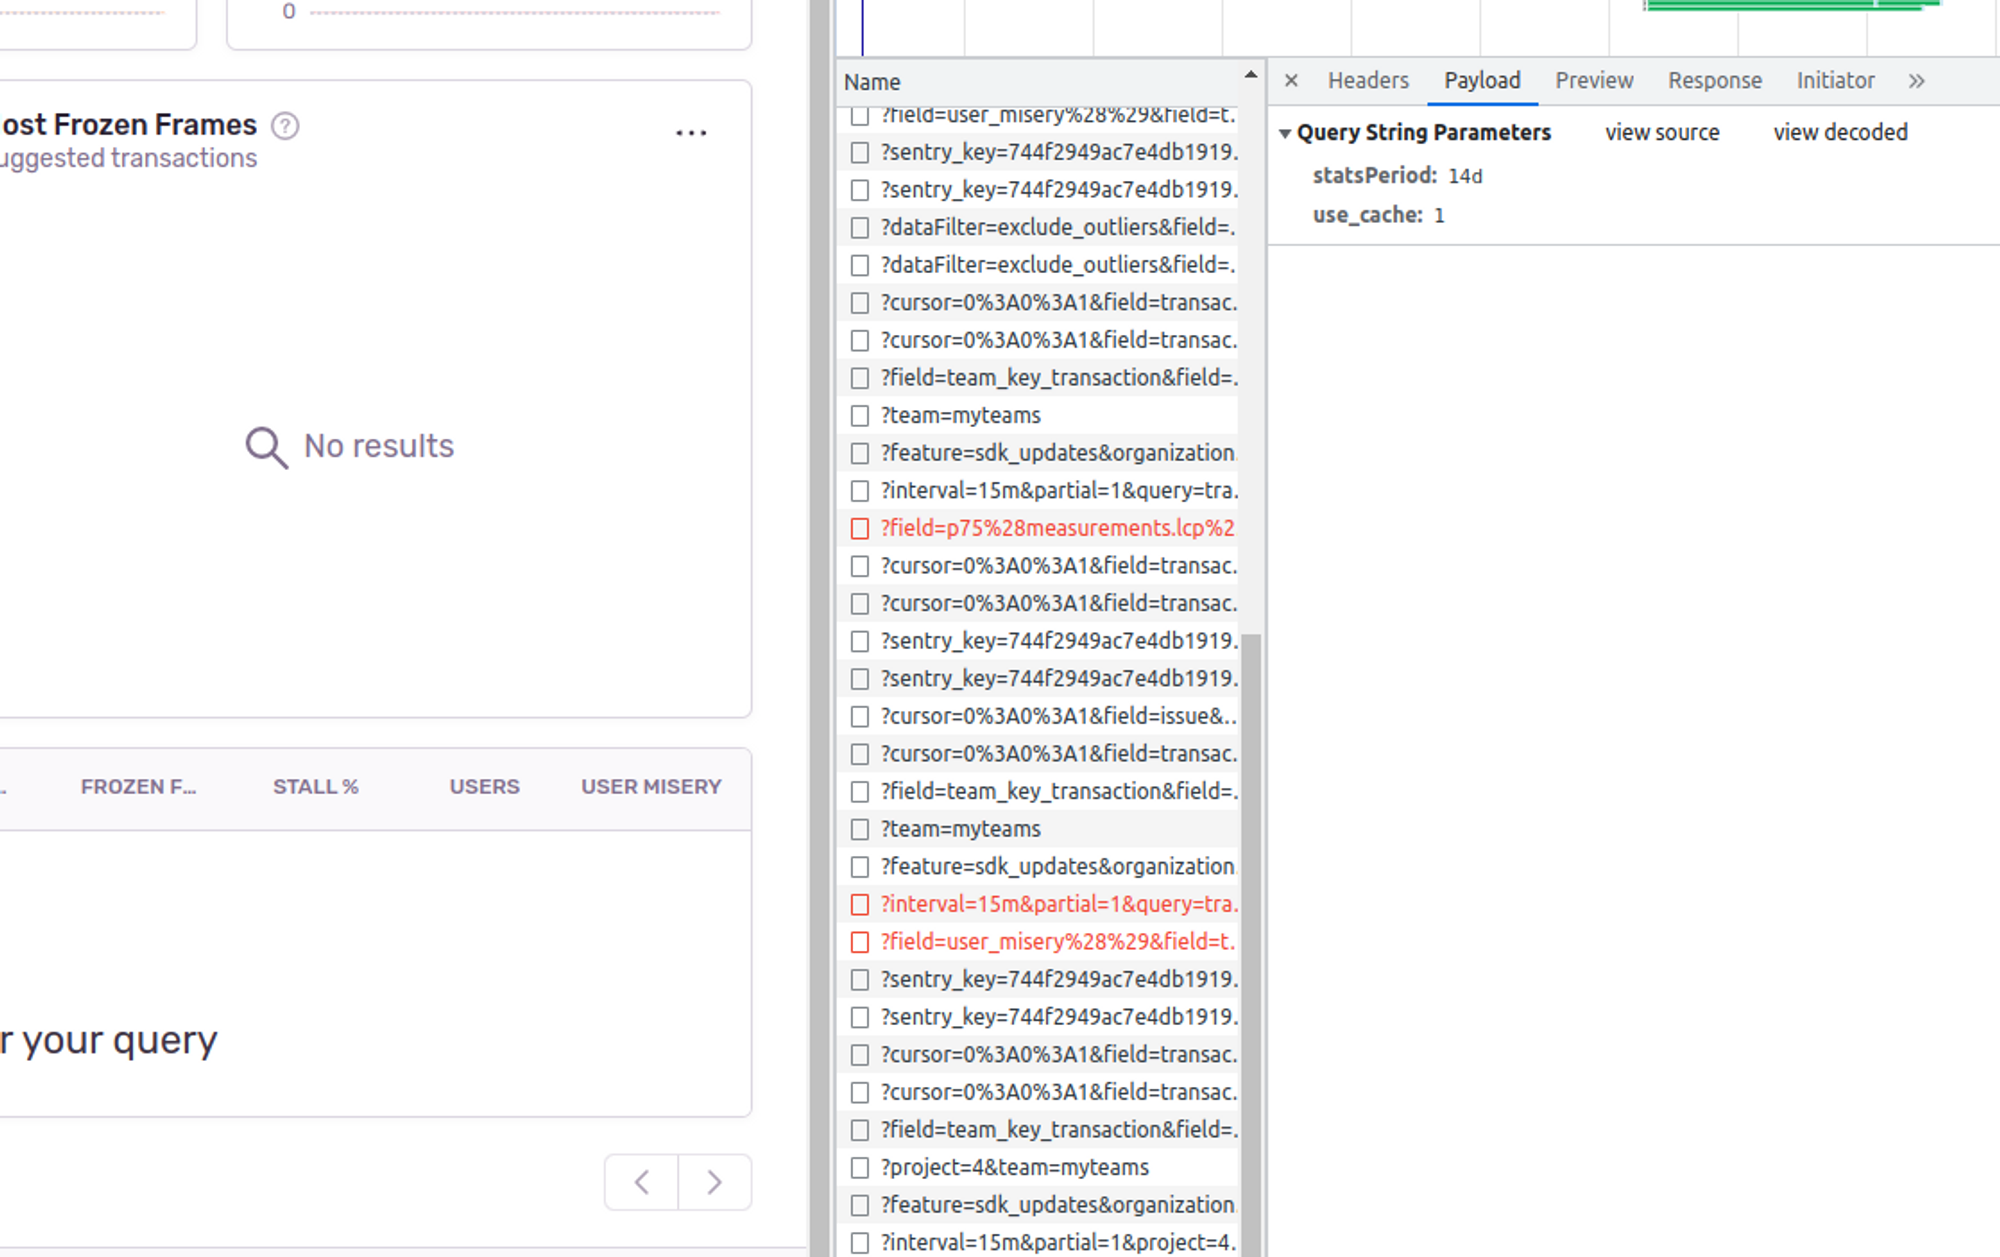 0
ost Frozen Frames
uggested transactions
No results
FROZEN F...
STALL %
USERS
USER MISERY
r your query
Name
?field=user_misery%28%29&field=t.
?sentry_key=744f2949ac7e4db1919.
?sentry_key=744f2949ac7e4db1919.
?dataFilter=exclude_outliers&field=.
?dataFilter=exclude_outliers&field=.
?cursor=0%3A0%3A1&field=transac.
?cursor=0%3A0%3A1&field=transac.
?field=team_key_transaction&field=.
?team=myteams
?feature=sdk_updates&organization.
?interval=15m&partial=1&query=tra.
?field=p75%28measurements.lcp%2
?cursor=0%3A0%3A1&field=transac.
?cursor=0%3A0%3A1&field=transac.
?sentry_key=744f2949ac7e4db1919.
?sentry_key=744f2949ac7e4db1919.
?cursor=0%3A0%3A1&field=issue&..
?cursor=0%3A0%3A1&field=transac.
?field=team_key_transaction&field=.
?team=myteams
?feature=sdk_updates&organization.
?interval=15m&partial=1&query=tra.
?field=user_misery%28%29&field=t.
?sentry_key=744f2949ac7e4db1919.
?sentry_key=744f2949ac7e4db1919.
?cursor=0%3A0%3A1&field=transac.
?cursor=0%3A0%3A1&field=transac.
?field=team_key_transaction&field=.
?project=4&team=myteams
?feature=sdk_updates&organization.
?interval=15m&partial=1&project=4.
Headers Payload Preview Response Initiator
Query String Parameters view source view decoded
statsPeriod: 14d
use_cache: 1